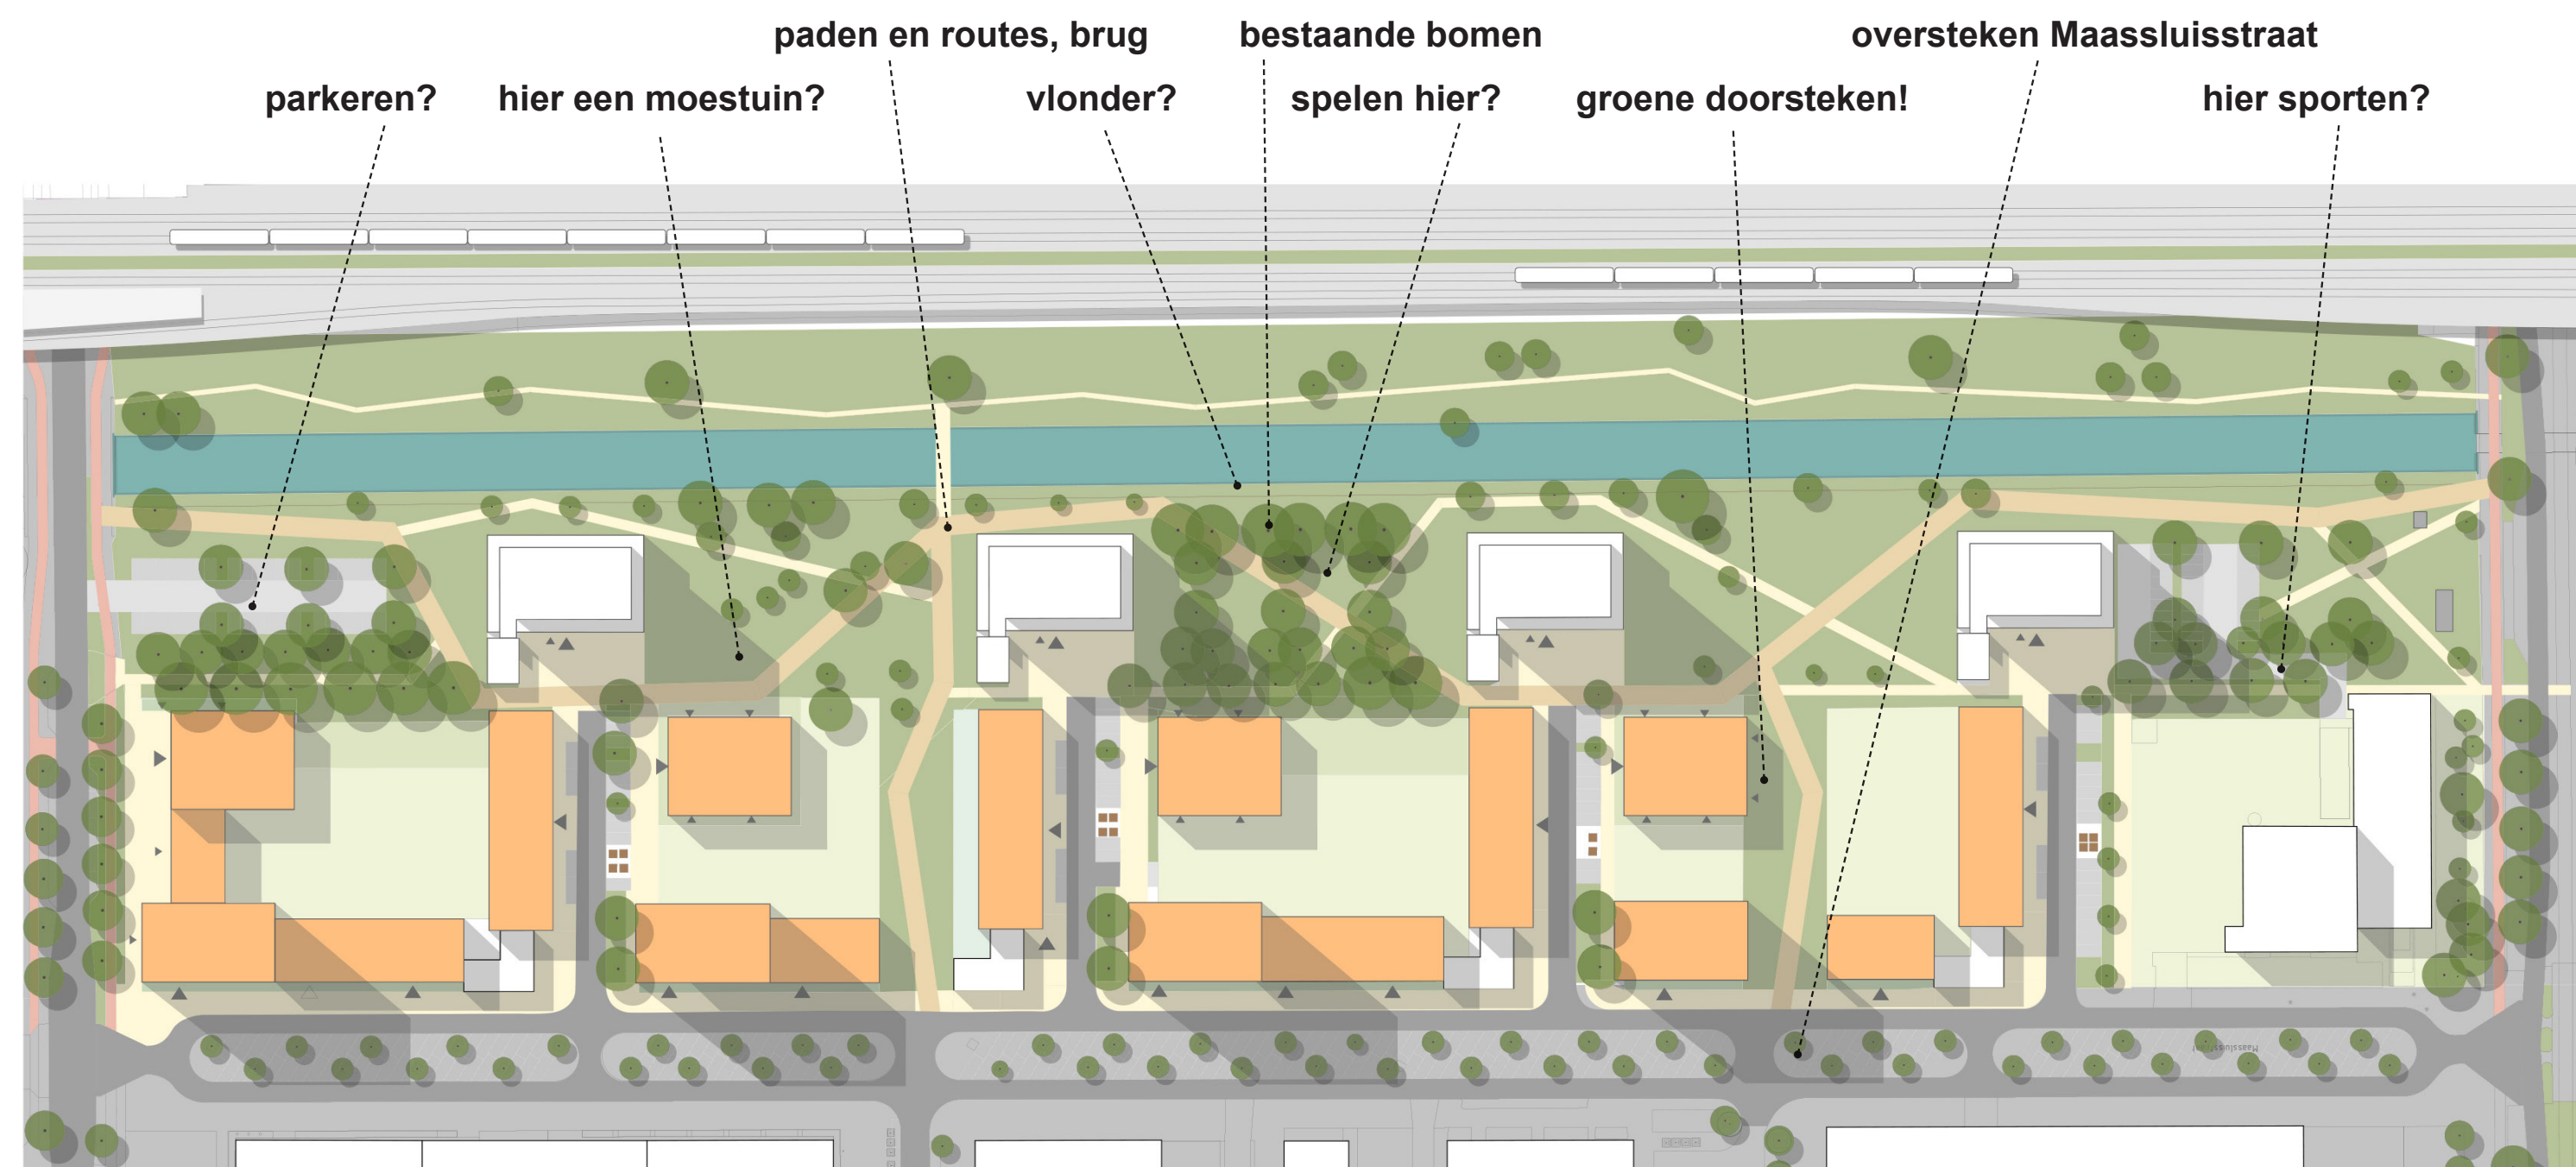 paden en routes, brug
bestaande bomen
oversteken Maassluisstraat
parkeren?
hier een moestuin?
vlonder?
spelen hier?
groene doorsteken!
hier sporten?
Maassluisstraat